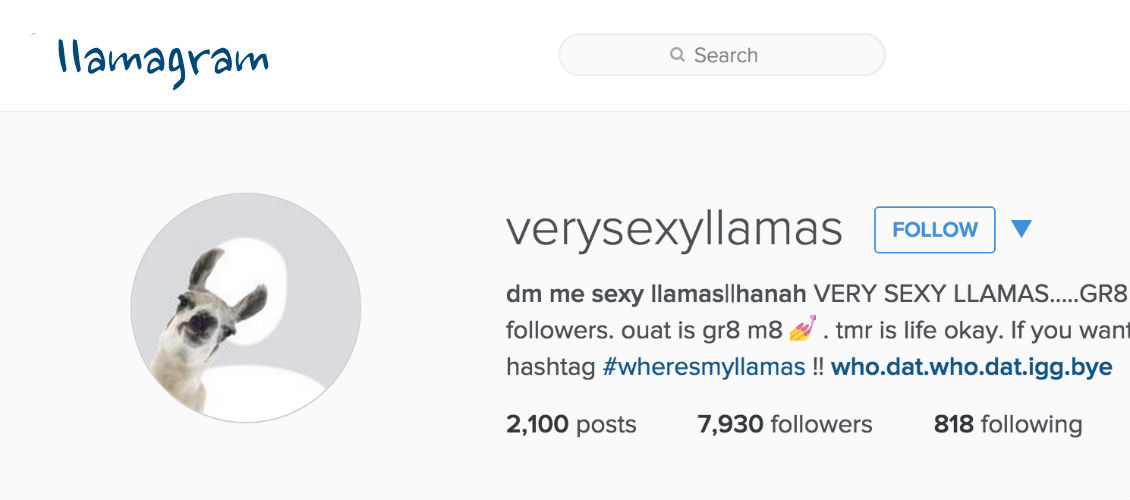 llamagram
Search
verysexyllamas
FOLLOW
dm me sexy llamas||hanah VERY SEXY LLAMAS.....GR8
followers. ouat is gr8 m8 💅 . tmr is life okay. If you want
hashtag #wheresmyllamas !! who.dat.who.dat.igg.bye
2,100 posts 7,930 followers 818 following